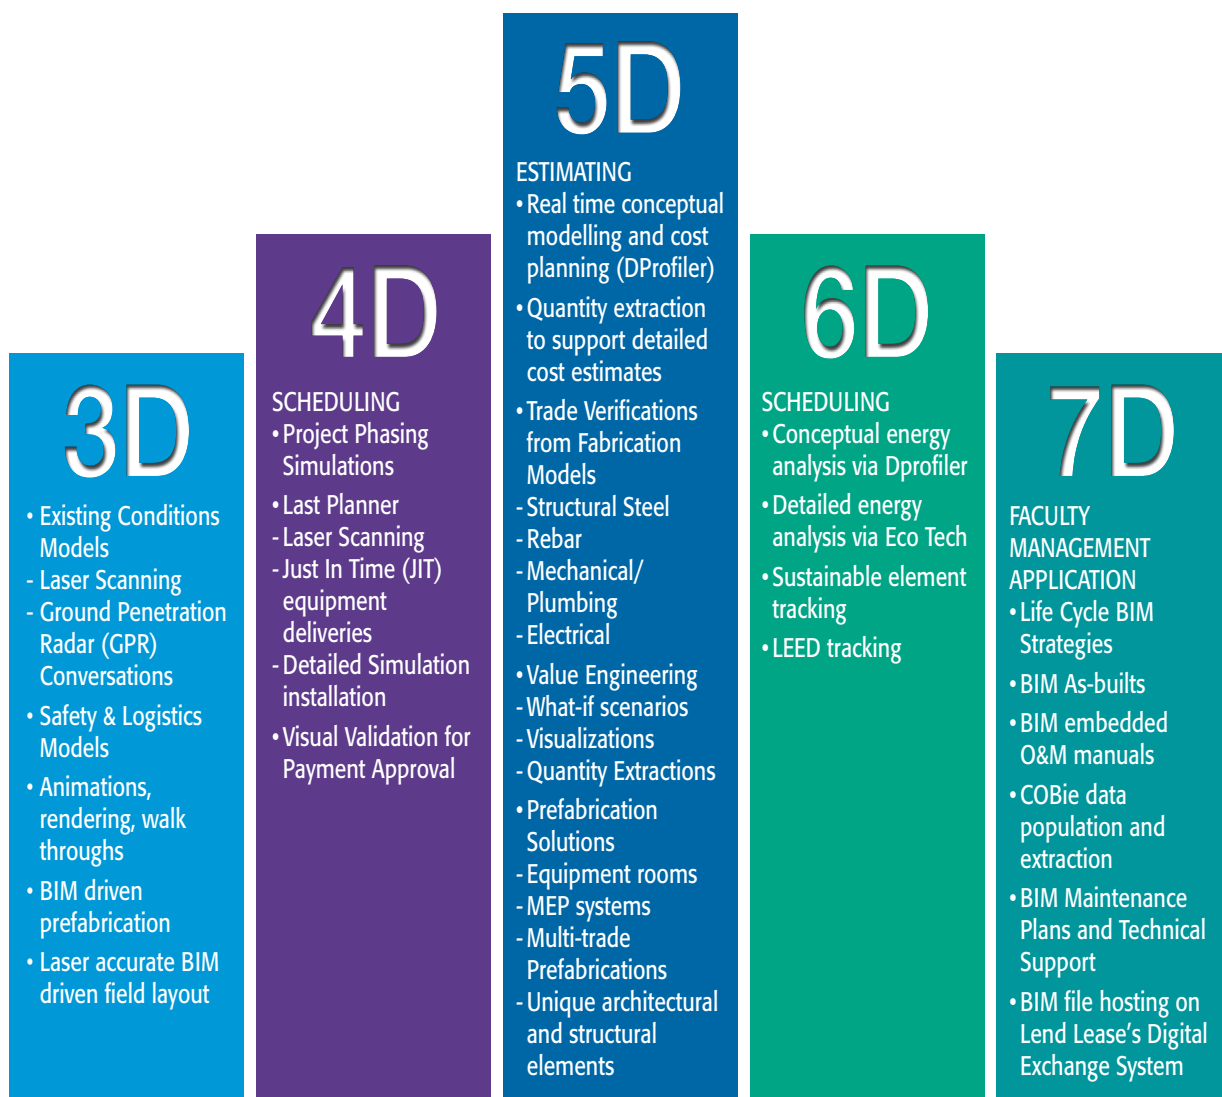 3D
• Existing Conditions
Models
- Laser Scanning
- Ground Penetration
Radar (GPR)
Conversations
• Safety & Logistics
Models
• Animations,
rendering, walk
throughs
• BIM driven
prefabrication
• Laser accurate BIM
driven field layout
4D
SCHEDULING
• Project Phasing
Simulations
• Last Planner
- Laser Scanning
- Just In Time (JIT)
equipment
deliveries
- Detailed Simulation
installation
• Visual Validation for
Payment Approval
5D
ESTIMATING
• Real time conceptual
modelling and cost
planning (DProfiler)
• Quantity extraction
to support detailed
cost estimates
• Trade Verifications
from Fabrication
Models
- Structural Steel
- Rebar
- Mechanical/
Plumbing
- Electrical
• Value Engineering
- What-if scenarios
- Visualizations
- Quantity Extractions
• Prefabrication
Solutions
- Equipment rooms
- MEP systems
- Multi-trade
Prefabrications
- Unique architectural
and structural
elements
6D
SCHEDULING
• Conceptual energy
analysis via Dprofiler
• Detailed energy
analysis via Eco Tech
• Sustainable element
tracking
• LEED tracking
7D
FACULTY
MANAGEMENT
APPLICATION
• Life Cycle BIM
Strategies
• BIM As-builts
• BIM embedded
O&M manuals
• COBie data
population and
extraction
• BIM Maintenance
Plans and Technical
Support
• BIM file hosting on
Lend Lease's Digital
Exchange System